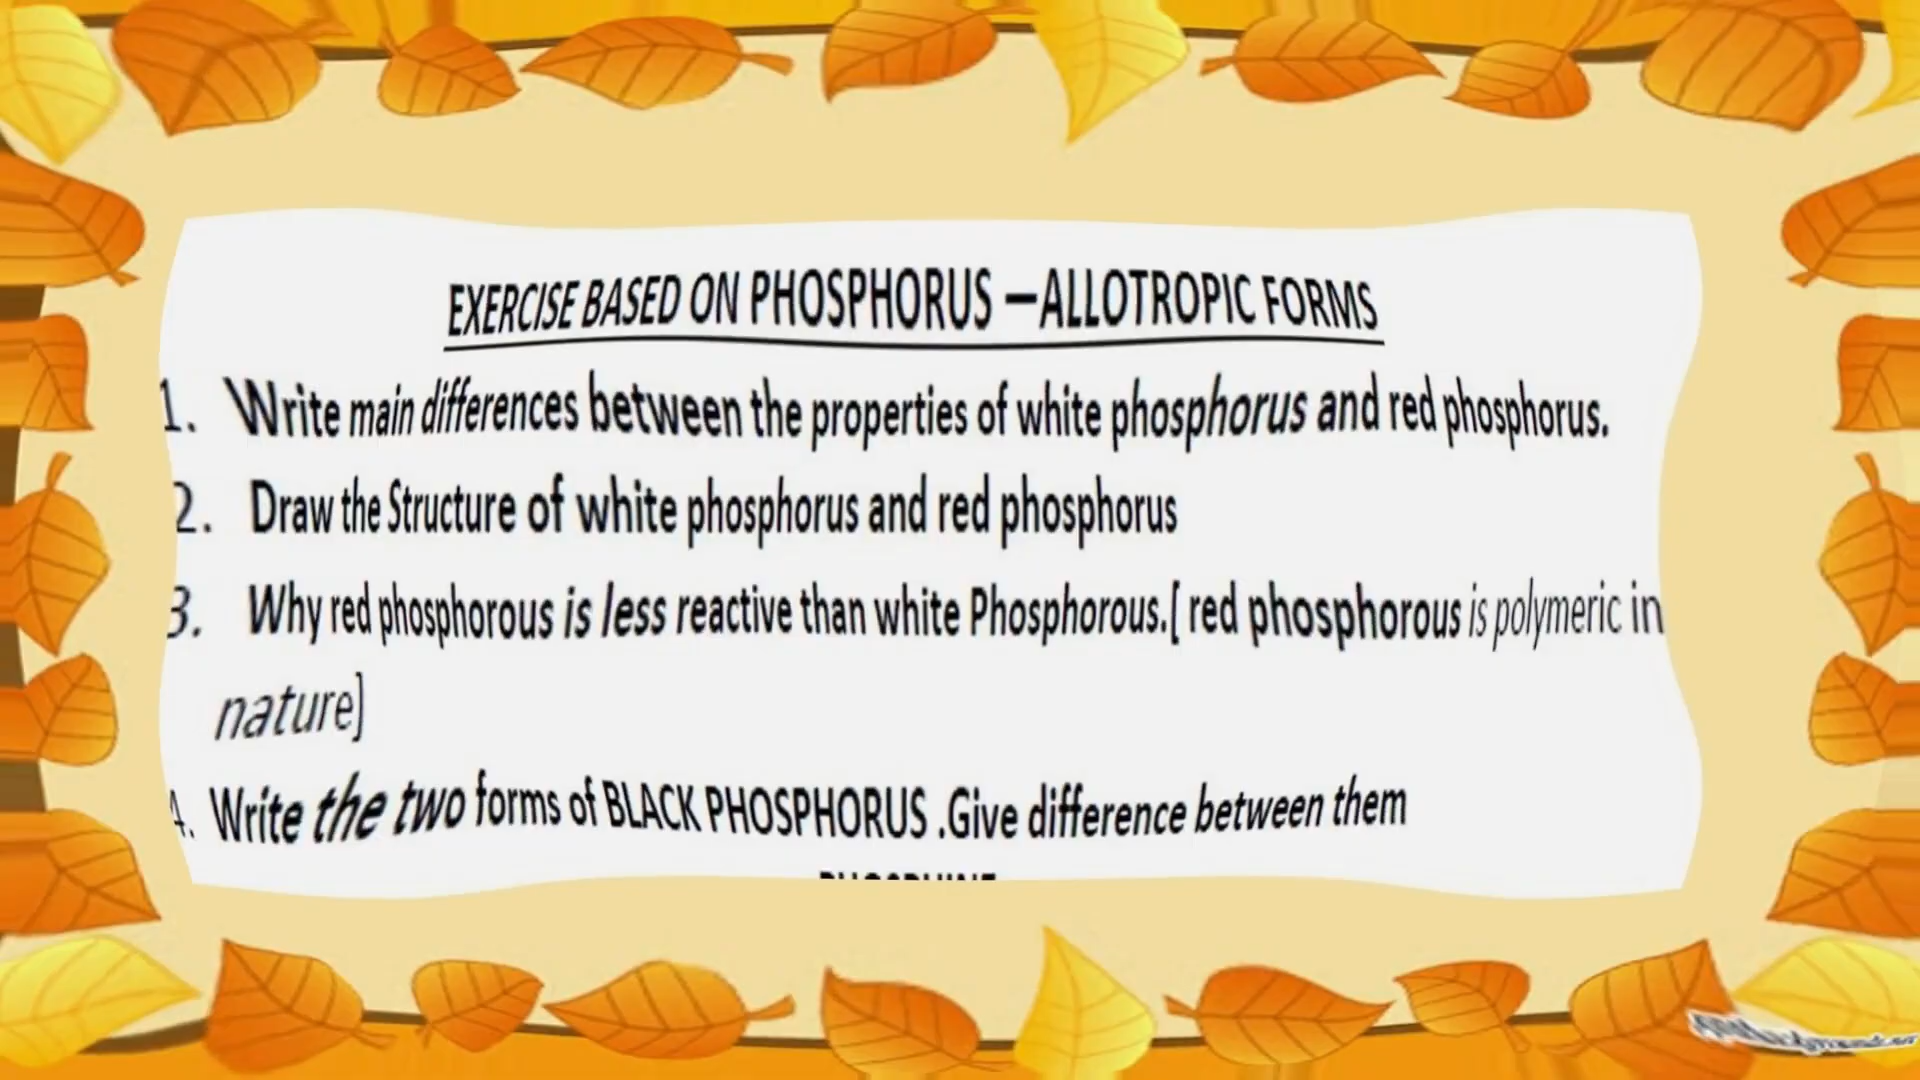 EXERCISE BASED ON PHOSPHORUS —ALLOTROPIC FORMS
1. Write main differences between the properties of white phosphorus and red phosphorus.
2. Draw the Structure of white phosphorus and red phosphorus
3. Why red phosphorous is less reactive than white Phosphorous.[ red phosphorous is polymeric in
nature]
4. Write the two forms of BLACK PHOSPHORUS .Give difference between them